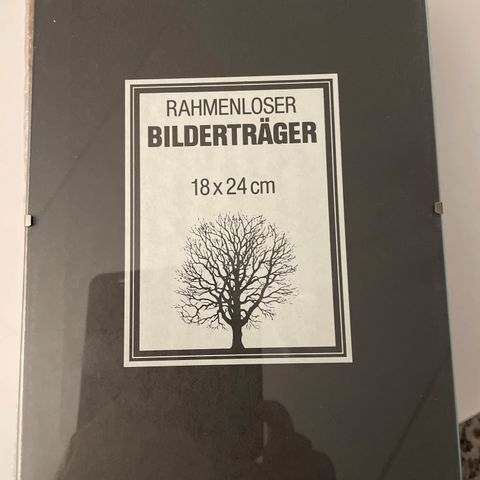 RAHMENLOSER
BILDERTRÄGER
18 x 24 cm